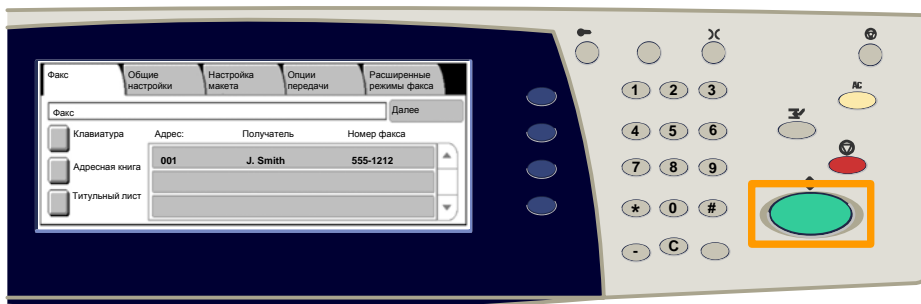 Факс
Общие настройки
Настройка макета
Опции передачи
Расширенные режимы факса
Факс
Далее
Клавиатура
Адрес:
Получатель
Номер факса
Адресная книга
001
J. Smith
555-1212
Титульный лист
1 2 3
4 5 6
7 8 9
* 0 #
- C
AC